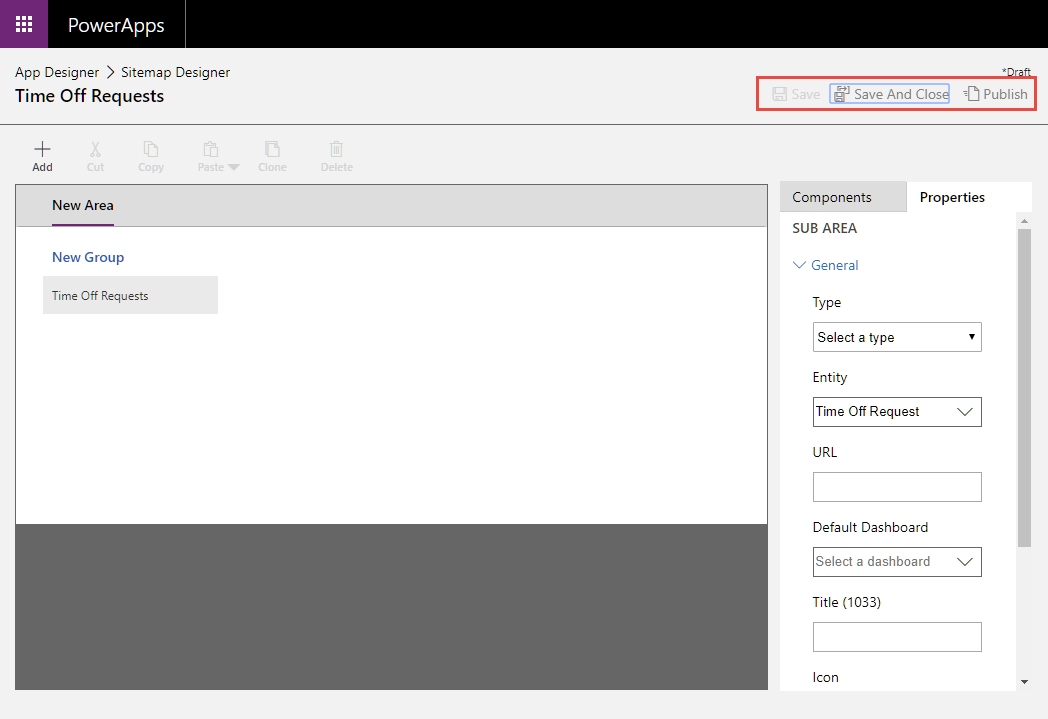 PowerApps
App Designer > Sitemap Designer
*Draft
Time Off Requests
Save Save And Close Publish
Add Cut Copy Paste Clone Delete
New Area
New Group
Time Off Requests
Components Properties
SUB AREA
General
Type
Select a type
Entity
Time Off Request
URL
Default Dashboard
Select a dashboard
Title (1033)
Icon